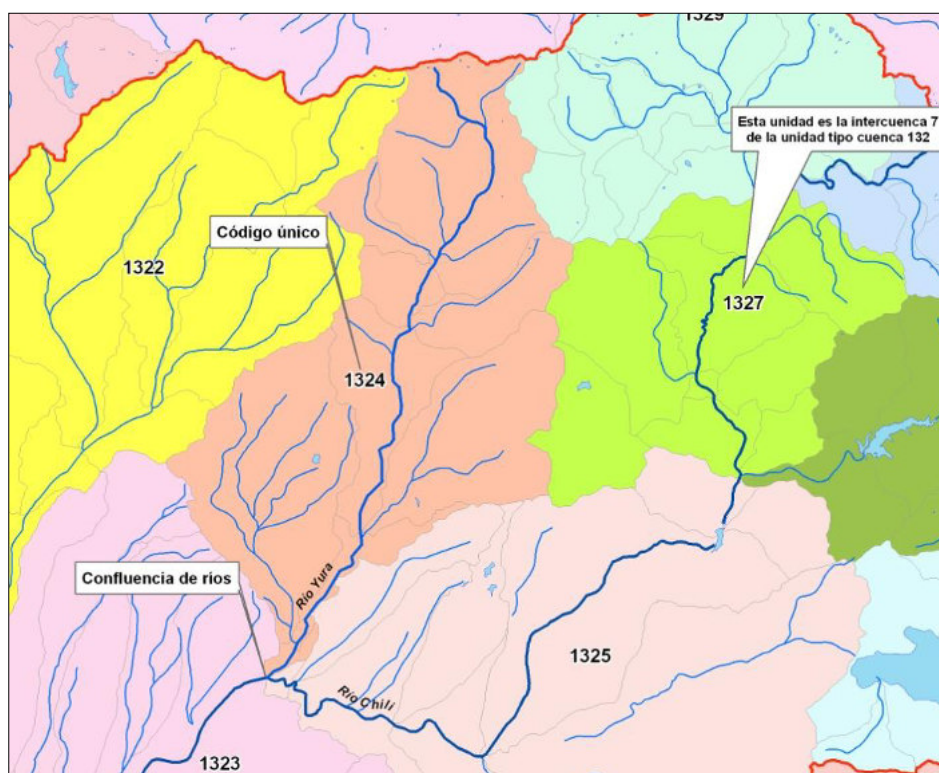 1329
Esta unidad es la intercuenca 7
de la unidad tipo cuenca 132
Código único
1322
1327
1324
Confluencia de ríos
Río Yura
1325
Río Chili
1323